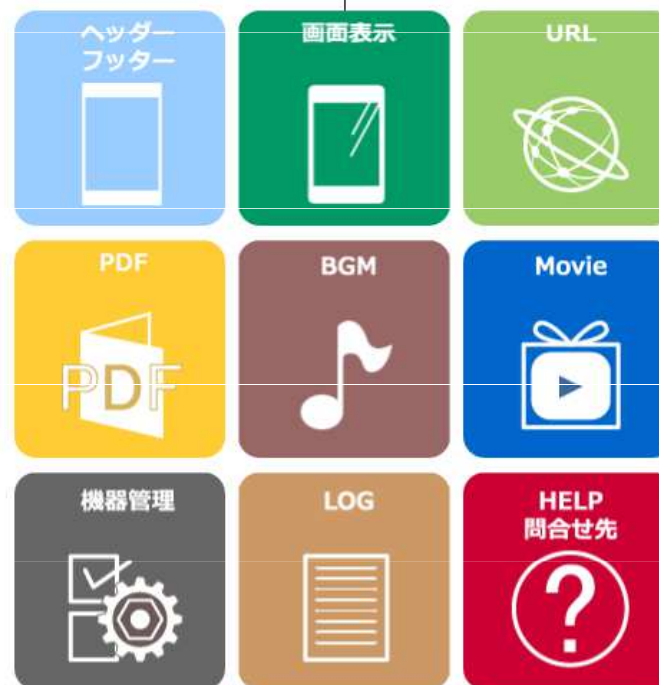 ヘッダー
フッター
画面表示
URL
PDF
BGM
Movie
PDF
機器管理
LOG
HELP
問合せ先
?